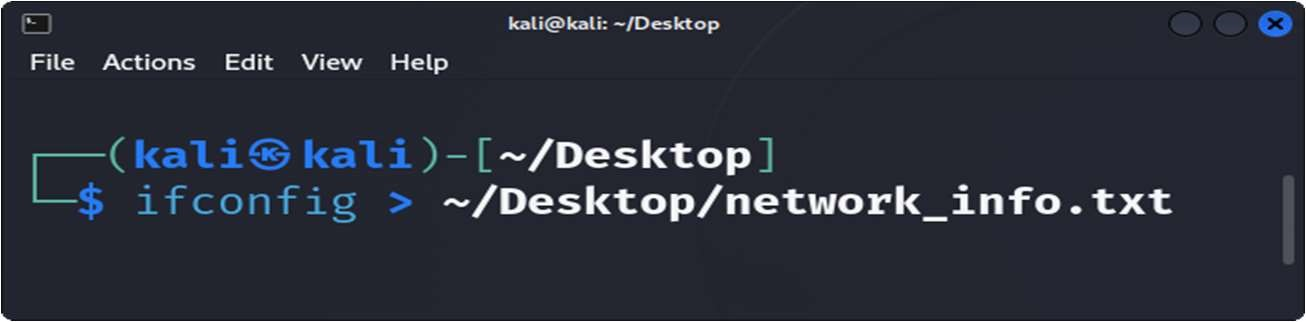 kali@kali: ~/Desktop
File Actions Edit View Help
┌──(kali㉿kali)-[~/Desktop]
└─$ ifconfig > ~/Desktop/network_info.txt